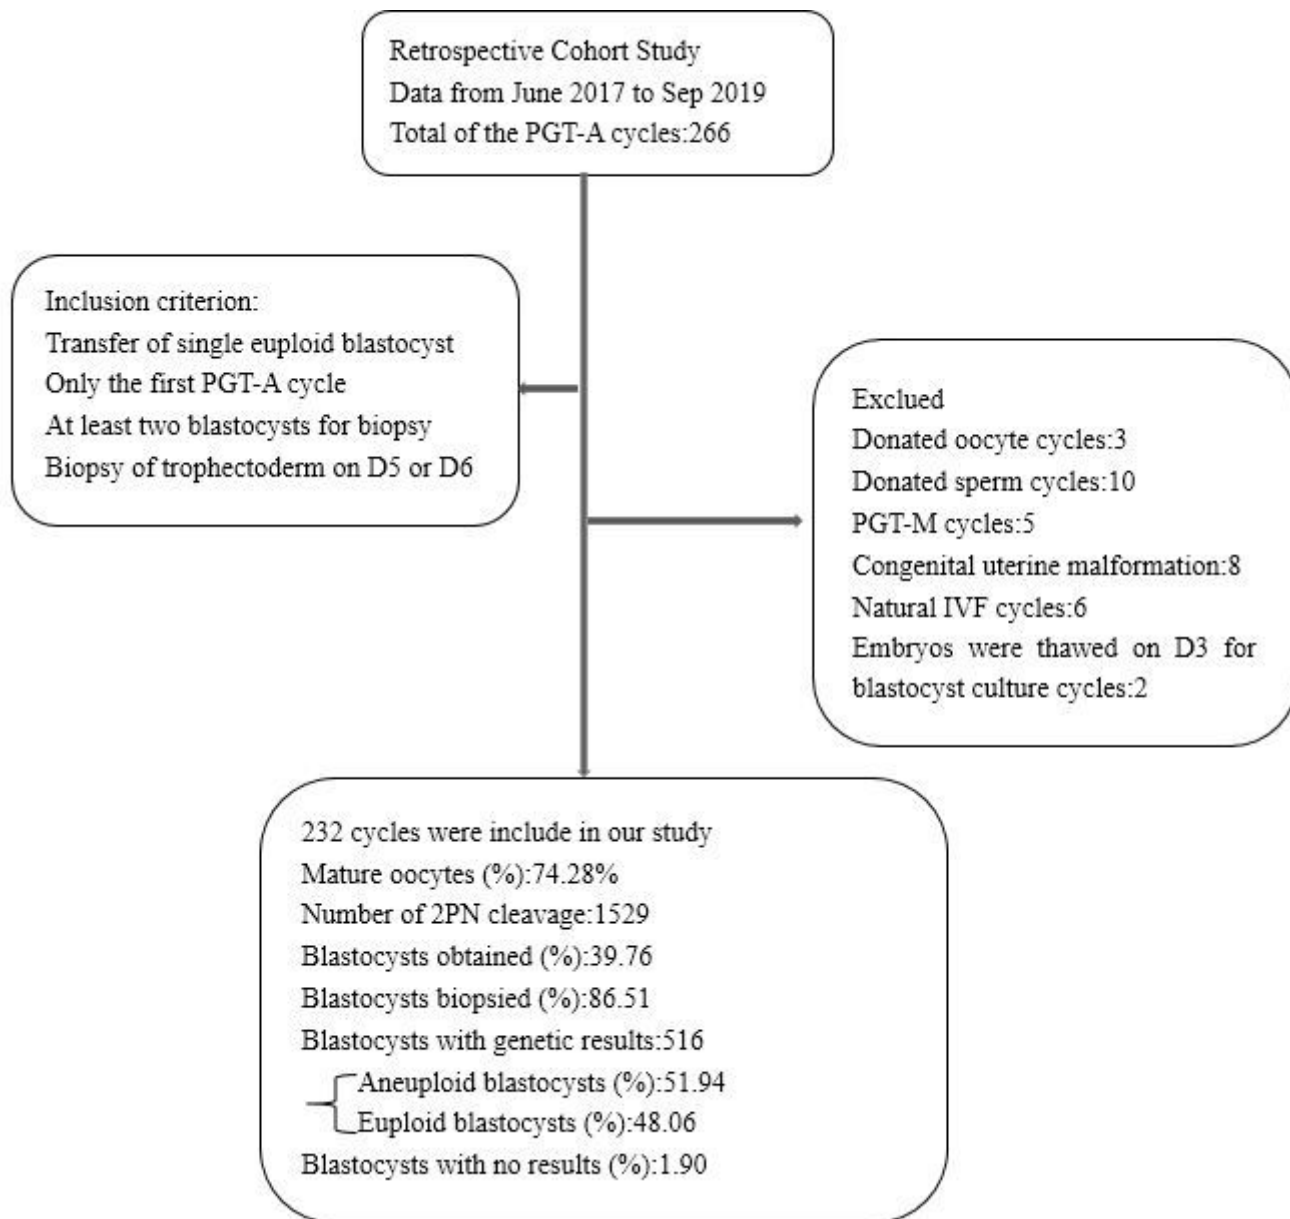 Retrospective Cohort Study
Data from June 2017 to Sep 2019
Total of the PGT-A cycles:266
Inclusion criterion:
Transfer of single euploid blastocyst
Only the first PGT-A cycle
At least two blastocysts for biopsy
Biopsy of trophectoderm on D5 or D6
Exclued
Donated oocyte cycles:3
Donated sperm cycles:10
PGT-M cycles:5
Congenital uterine malformation:8
Natural IVF cycles:6
Embryos were thawed on D3 for
blastocyst culture cycles:2
232 cycles were include in our study
Mature oocytes (%):74.28%
Number of 2PN cleavage:1529
Blastocysts obtained (%):39.76
Blastocysts biopsied (%):86.51
Blastocysts with genetic results:516
Aneuploid blastocysts (%):51.94
Euploid blastocysts (%):48.06
Blastocysts with no results (%):1.90